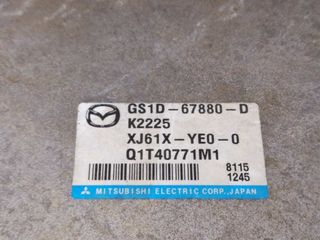 GS1D-67880-D
K2225
XJ61X-YE0-0
Q1T40771M1
8115
1245
MITSUBISHI ELECTRIC CORP., JAPAN